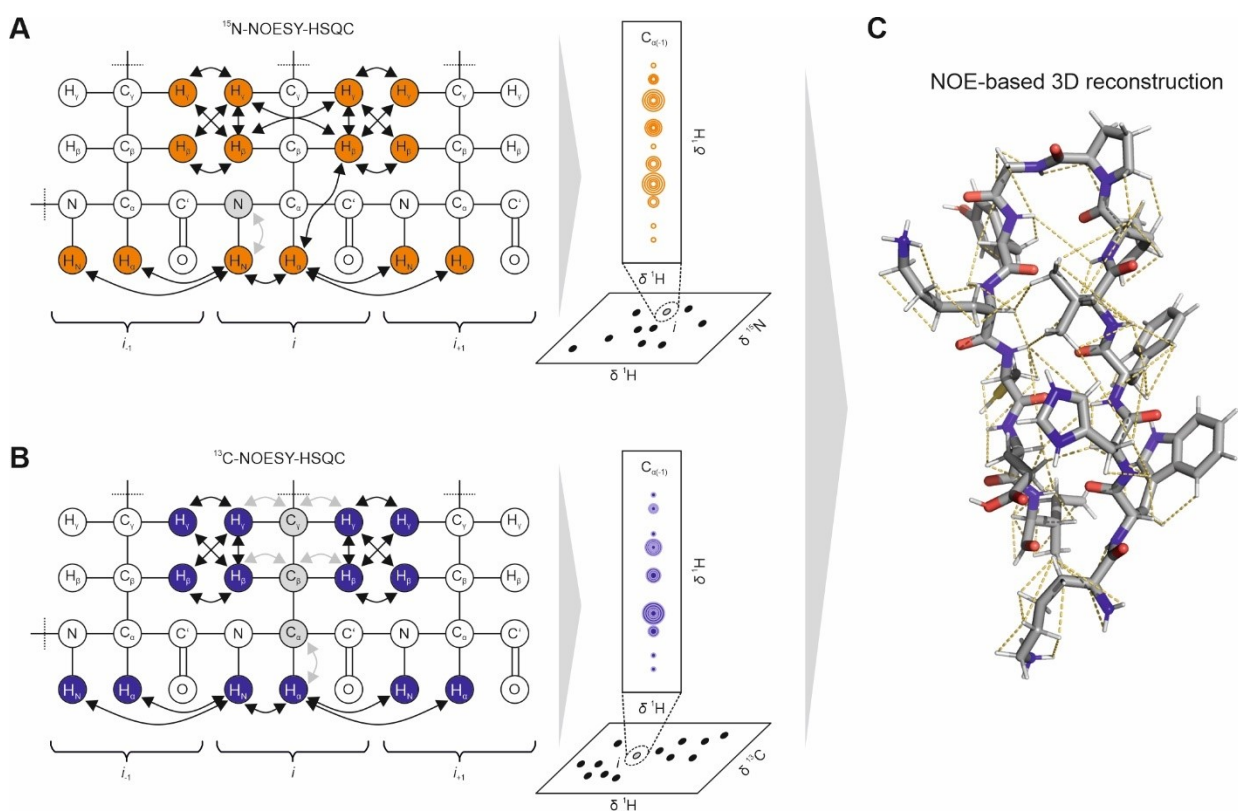 A
¹⁵N-NOESY-HSQC
Hγ Cγ Hγ Hγ Cγ Hγ Hγ Cγ Hγ
Hβ Cβ Hβ Hβ Cβ Hβ Hβ Cβ Hβ
N Cα C' N Cα C' N Cα C'
HN Hα O HN Hα O HN Hα O
i-1 i i+1
Cα(-1)
δ ¹H
δ ¹H
i
δ ¹⁵N
δ ¹H
B
¹³C-NOESY-HSQC
Hγ Cγ Hγ Hγ Cγ Hγ Hγ Cγ Hγ
Hβ Cβ Hβ Hβ Cβ Hβ Hβ Cβ Hβ
N Cα C' N Cα C' N Cα C'
HN Hα O HN Hα O HN Hα O
i-1 i i+1
Cα(-1)
δ ¹H
δ ¹H
i
δ ¹³C
δ ¹H
C
NOE-based 3D reconstruction